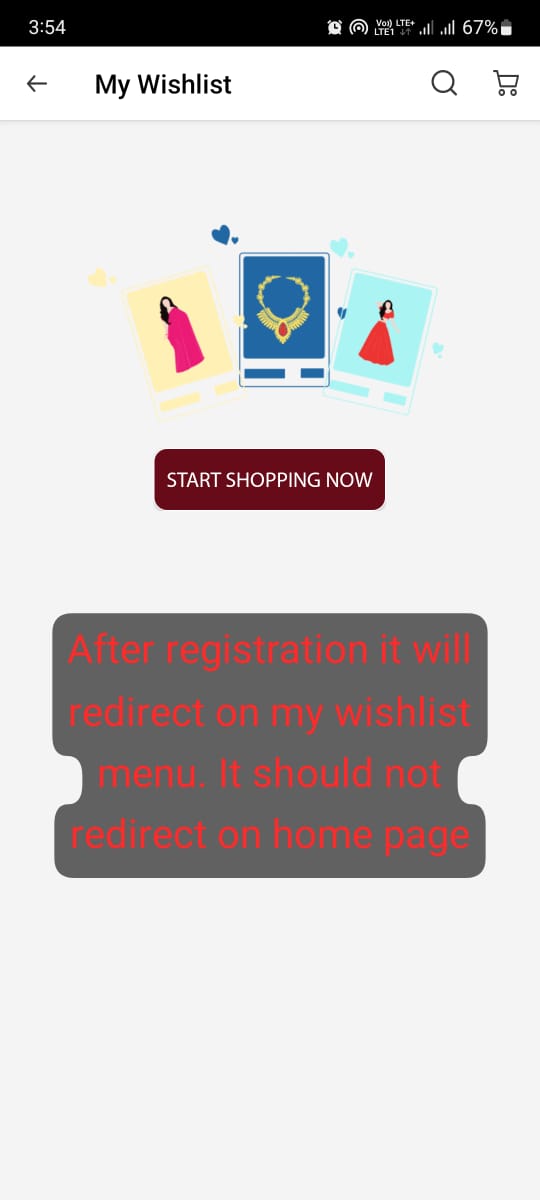 3:54
Vo) LTE+
LTE1 ↓↑ 67%
My Wishlist
START SHOPPING NOW
After registration it will
redirect on my wishlist
menu. It should not
redirect on home page